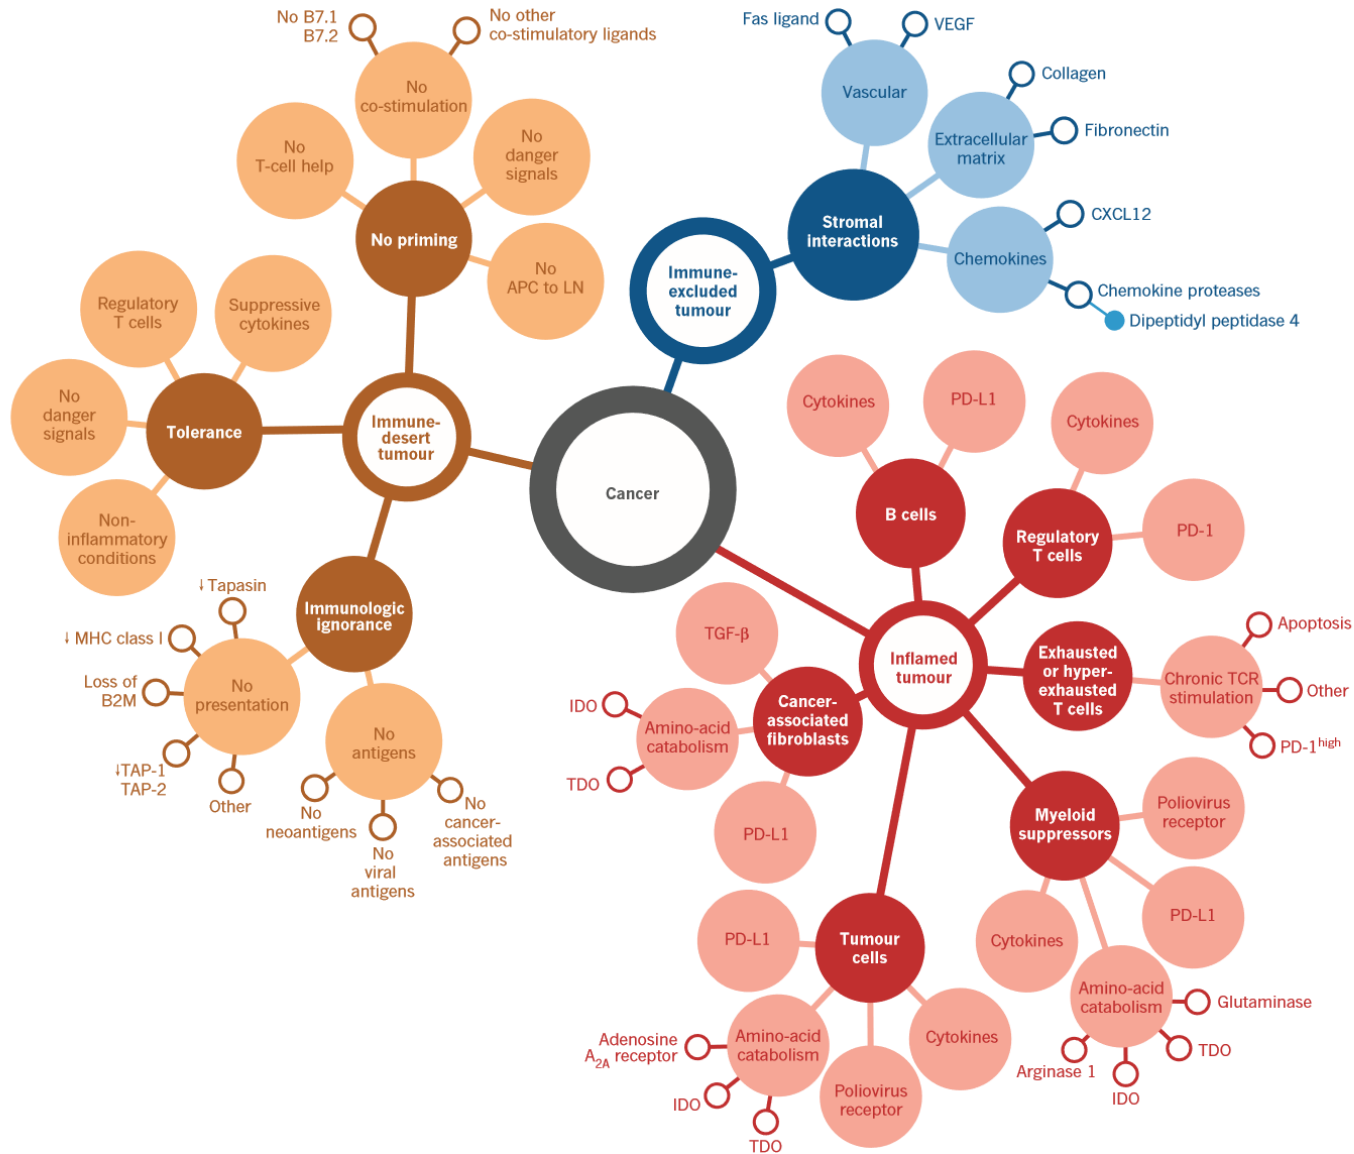 No B7.1
B7.2
No other
co-stimulatory ligands
No
co-stimulation
No
T-cell help
No
danger
signals
No priming
No
APC to LN
Regulatory
T cells
Suppressive
cytokines
No
danger
signals
Tolerance
Non-
inflammatory
conditions
Immune-
desert
tumour
Immunologic
ignorance
↓Tapasin
↓ MHC class I
Loss of
B2M
↓TAP-1
TAP-2
Other
No
presentation
No
antigens
No
neoantigens
No
viral
antigens
No
cancer-
associated
antigens
Fas ligand
VEGF
Vascular
Collagen
Extracellular
matrix
Fibronectin
Stromal
interactions
CXCL12
Chemokines
Chemokine proteases
Dipeptidyl peptidase 4
Immune-
excluded
tumour
Cancer
Cytokines
PD-L1
B cells
Cytokines
Regulatory
T cells
PD-1
Inflamed
tumour
Exhausted
or hyper-
exhausted
T cells
Chronic TCR
stimulation
Apoptosis
Other
PD-1high
TGF-β
Cancer-
associated
fibroblasts
Amino-acid
catabolism
IDO
TDO
PD-L1
Myeloid
suppressors
Poliovirus
receptor
PD-L1
Cytokines
Amino-acid
catabolism
Glutaminase
TDO
IDO
Arginase 1
Tumour
cells
PD-L1
Amino-acid
catabolism
Adenosine
A2A receptor
IDO
TDO
Poliovirus
receptor
Cytokines